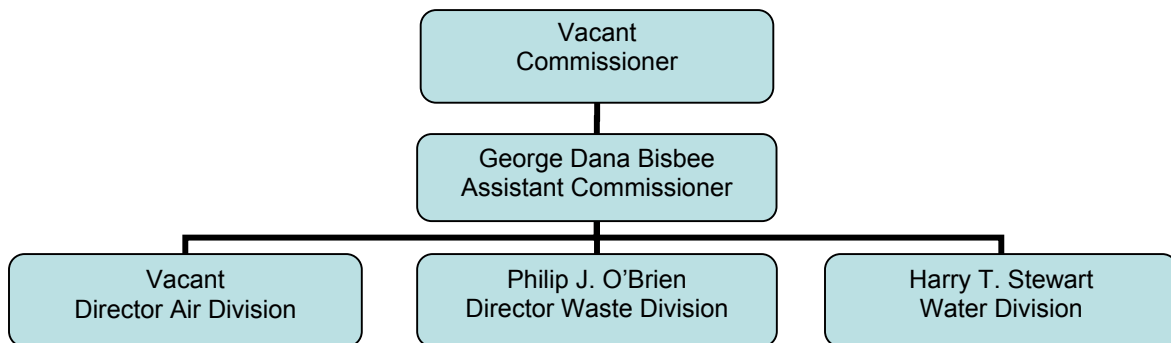 Vacant
Commissioner
George Dana Bisbee
Assistant Commissioner
Vacant
Director Air Division
Philip J. O’Brien
Director Waste Division
Harry T. Stewart
Water Division